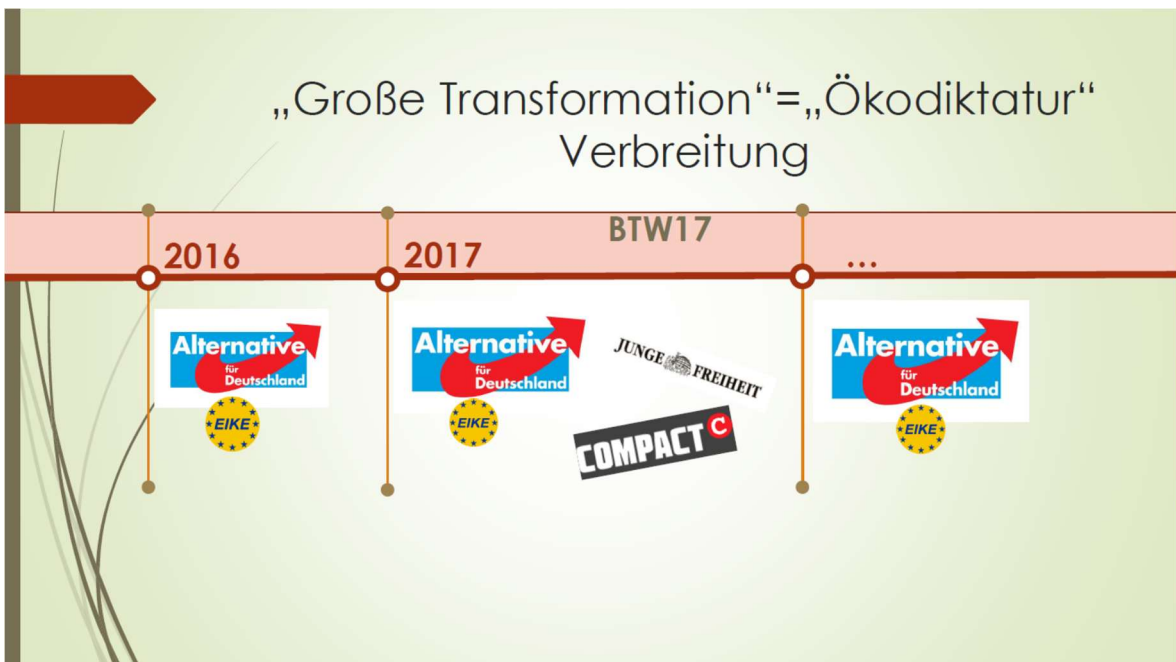 „Große Transformation“=„Ökodiktatur“
Verbreitung
2016
2017
BTW17
...
Alternative
für
Deutschland
EIKE
Alternative
für
Deutschland
EIKE
JUNGE FREIHEIT
COMPACT C
Alternative
für
Deutschland
EIKE